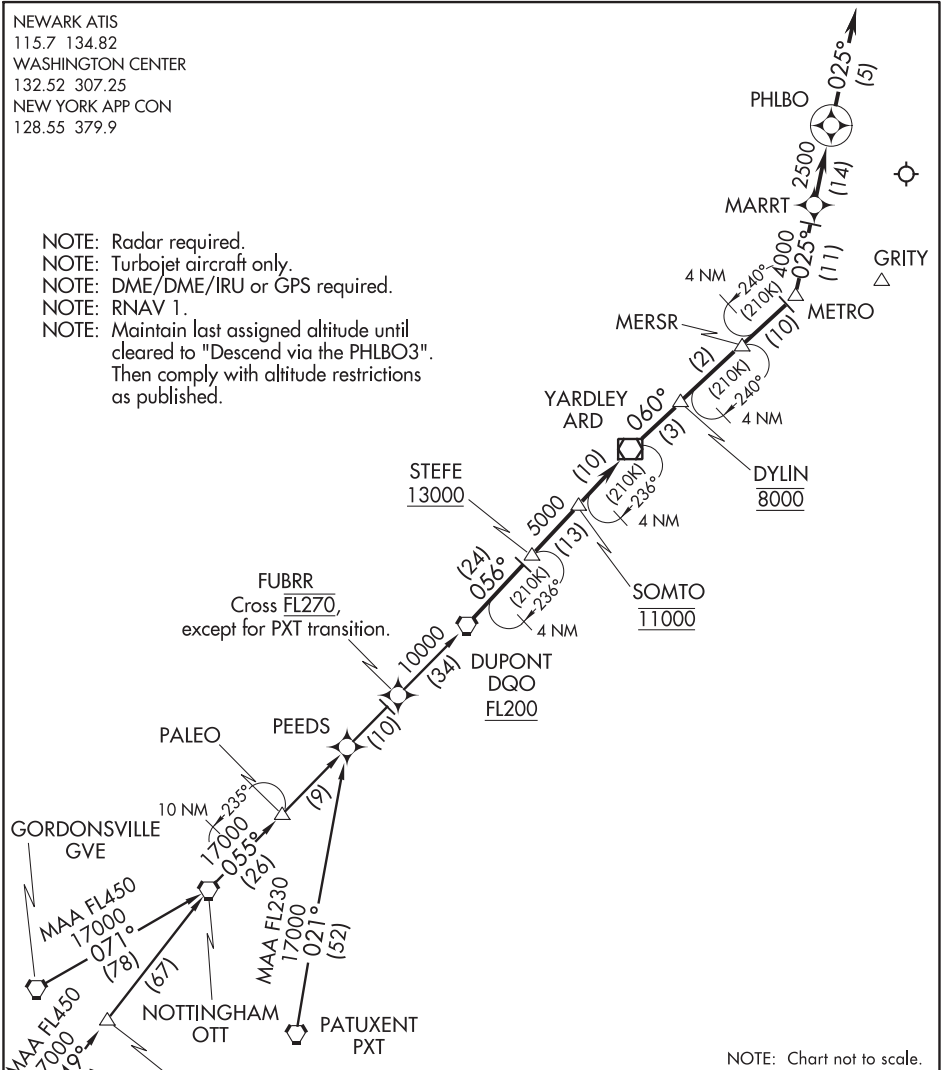 NEWARK ATIS
115.7 134.82
WASHINGTON CENTER
132.52 307.25
NEW YORK APP CON
128.55 379.9
025°
(5)
PHLBO
2500
(14)
MARRT
4000
025°
(11)
GRITY
METRO
NOTE: Radar required.
NOTE: Turbojet aircraft only.
NOTE: DME/DME/IRU or GPS required.
NOTE: RNAV 1.
NOTE: Maintain last assigned altitude until
cleared to "Descend via the PHLBO3".
Then comply with altitude restrictions
as published.
4 NM
240°
(210K)
(10)
MERSR
(2)
(210K)
240°
4 NM
YARDLEY
ARD
060°
(3)
DYLIN
8000
(10)
(210K)
236°
4 NM
STEFE
13000
5000
(13)
SOMTO
11000
(24)
056°
(210K)
236°
4 NM
FUBRR
Cross FL270,
except for PXT transition.
10000
(34)
DUPONT
DQO
FL200
PEEDS
(10)
PALEO
(9)
10 NM
235°
17000
055°
(26)
GORDONSVILLE
GVE
MAA FL450
17000
071°
(78)
MAA FL230
17000
021°
(52)
(67)
NOTTINGHAM
OTT
PATUXENT
PXT
MAA FL450
NOTE: Chart not to scale.